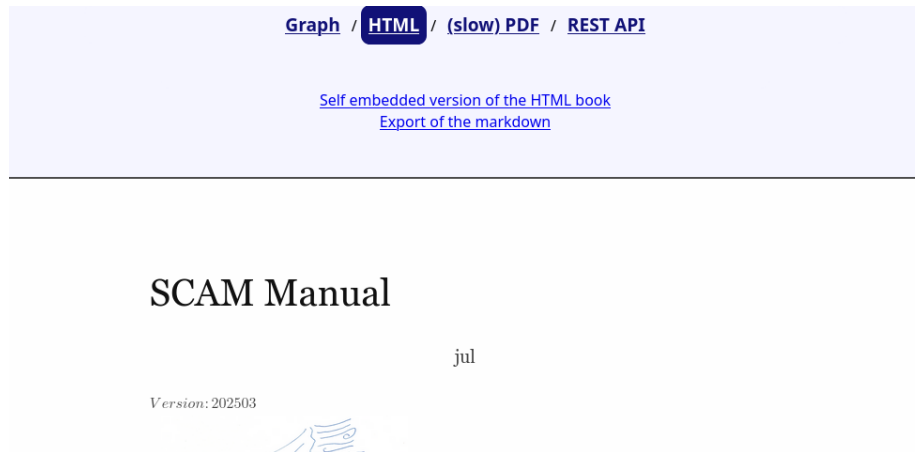 Graph / HTML / (slow) PDF / REST API
Self embedded version of the HTML book
Export of the markdown
SCAM Manual
jul
Version: 202503